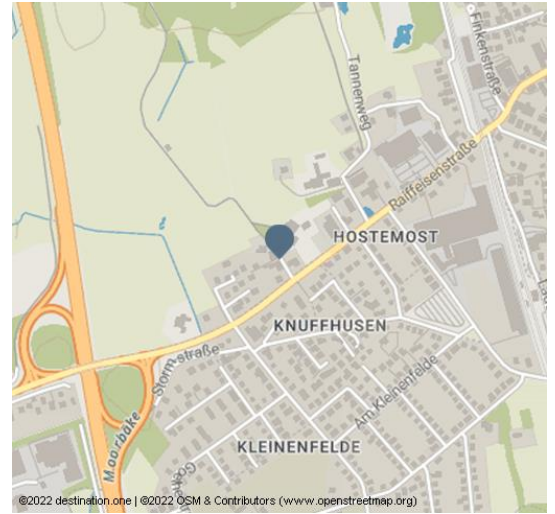 Finkenstraße
Tannenweg
Raiffeisenstraße
HOSTEMOST
KNUFFHUSEN
Storm-straße
Am Kleinenfelde
Moorbäke
KLEINENFELDE
©2022 destination.one | ©2022 OSM & Contributors (www.openstreetmap.org)